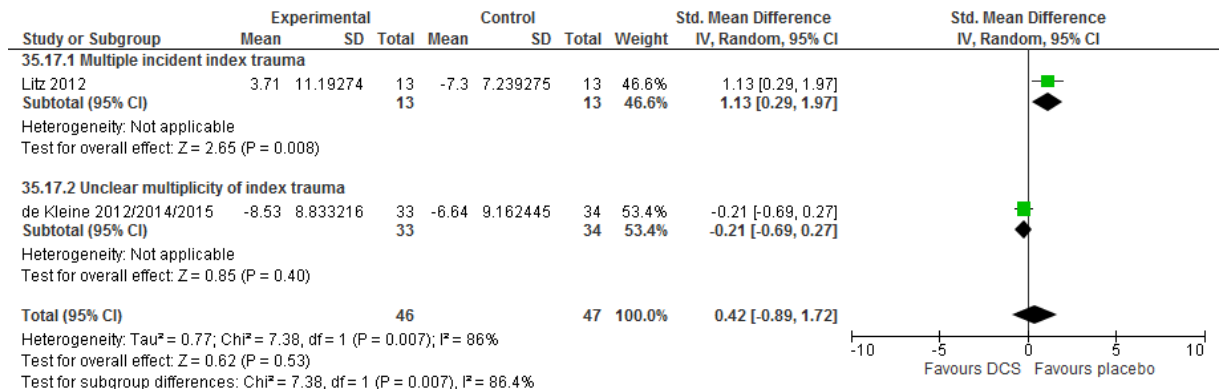 Experimental Control Std. Mean Difference Std. Mean Difference
Study or Subgroup Mean SD Total Mean SD Total Weight IV, Random, 95% CI IV, Random, 95% CI
35.17.1 Multiple incident index trauma
Litz 2012 3.71 11.19274 13 -7.3 7.239275 13 46.6% 1.13 [0.29, 1.97]
Subtotal (95% CI) 13 13 46.6% 1.13 [0.29, 1.97]
Heterogeneity: Not applicable
Test for overall effect: Z = 2.65 (P = 0.008)
35.17.2 Unclear multiplicity of index trauma
de Kleine 2012/2014/2015 -8.53 8.833216 33 -6.64 9.162445 34 53.4% -0.21 [-0.69, 0.27]
Subtotal (95% CI) 33 34 53.4% -0.21 [-0.69, 0.27]
Heterogeneity: Not applicable
Test for overall effect: Z = 0.85 (P = 0.40)
Total (95% CI) 46 47 100.0% 0.42 [-0.89, 1.72]
Heterogeneity: Tau² = 0.77; Chi² = 7.38, df = 1 (P = 0.007); I² = 86%
Test for overall effect: Z = 0.62 (P = 0.53)
Test for subgroup differences: Chi² = 7.38, df = 1 (P = 0.007), I² = 86.4%
-10 -5 0 5 10
Favours DCS Favours placebo